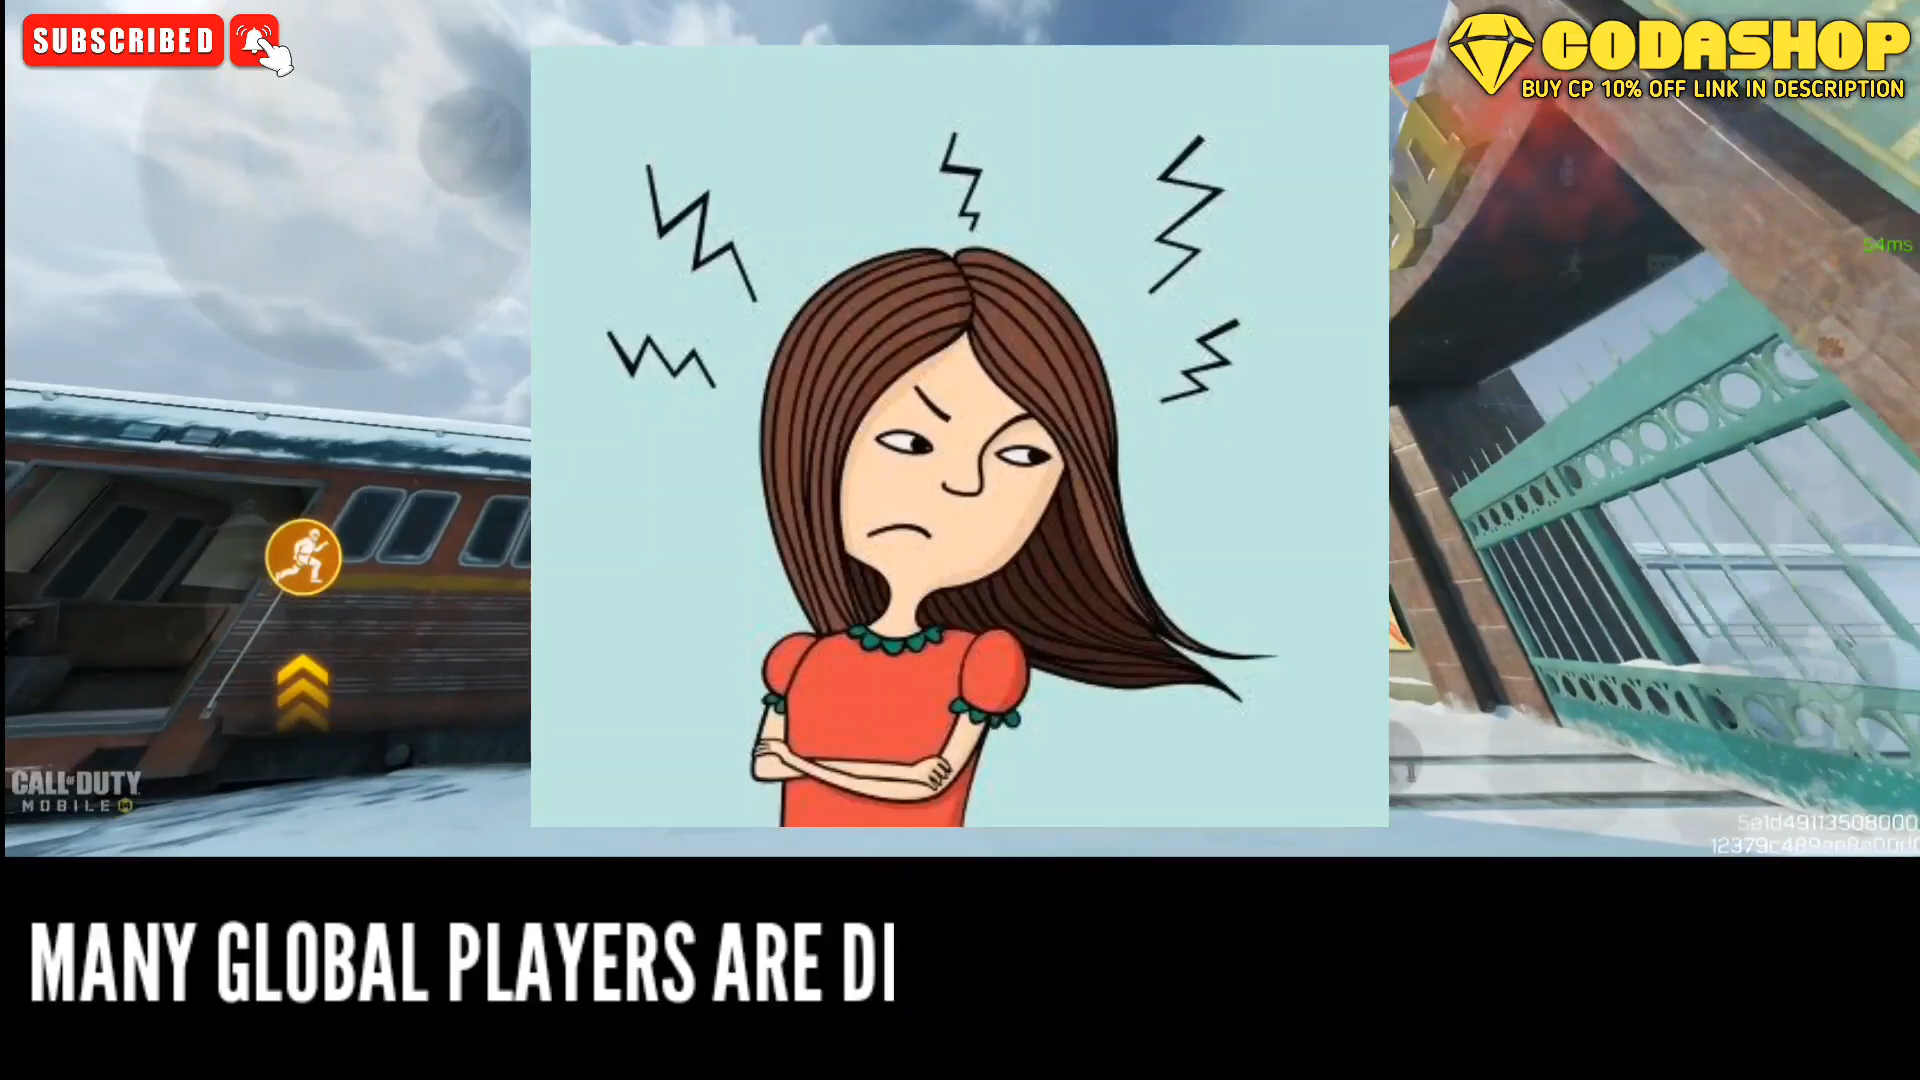 SUBSCRIBED
CODASHOP
BUY CP 10% OFF LINK IN DESCRIPTION
54ms
CALL OF DUTY
MOBILE
5e1d49113508000
MANY GLOBAL PLAYERS ARE DI